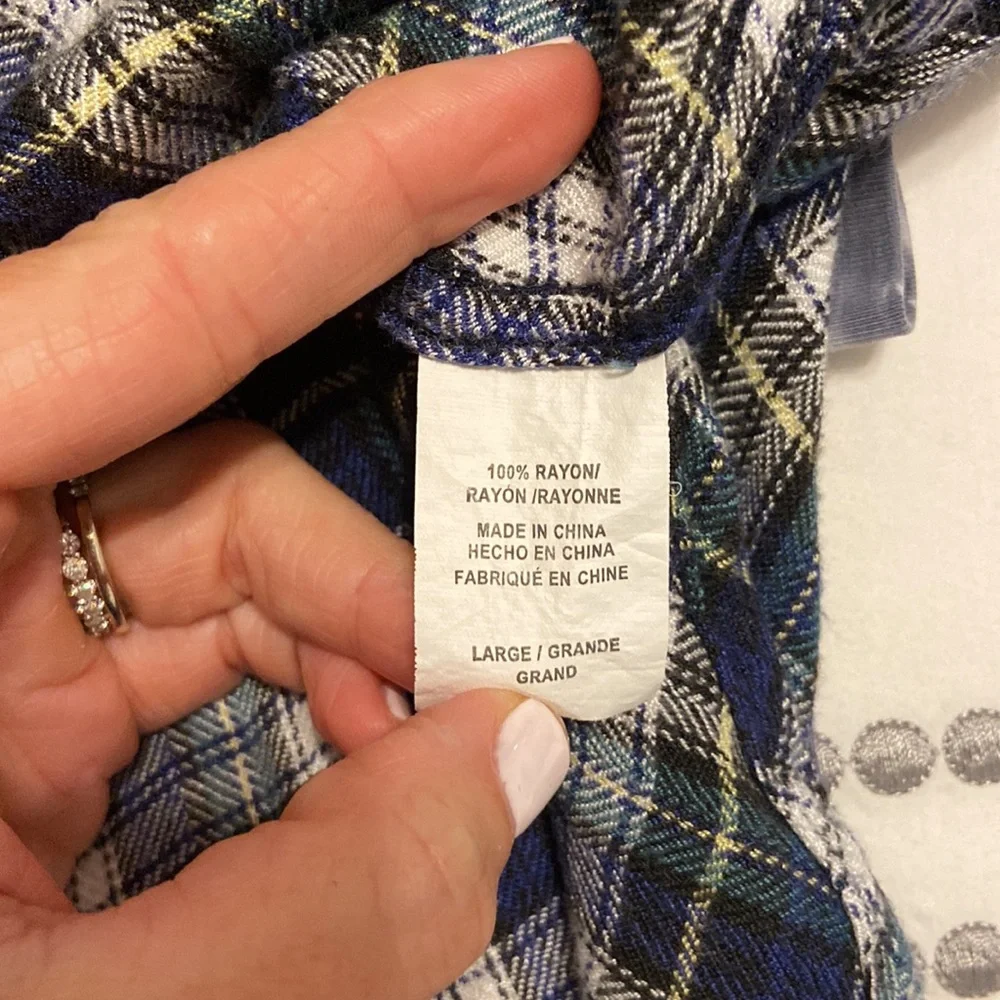 100% RAYON/
RAYÓN /RAYONNE
MADE IN CHINA
HECHO EN CHINA
FABRIQUÉ EN CHINE
LARGE / GRANDE
GRAND